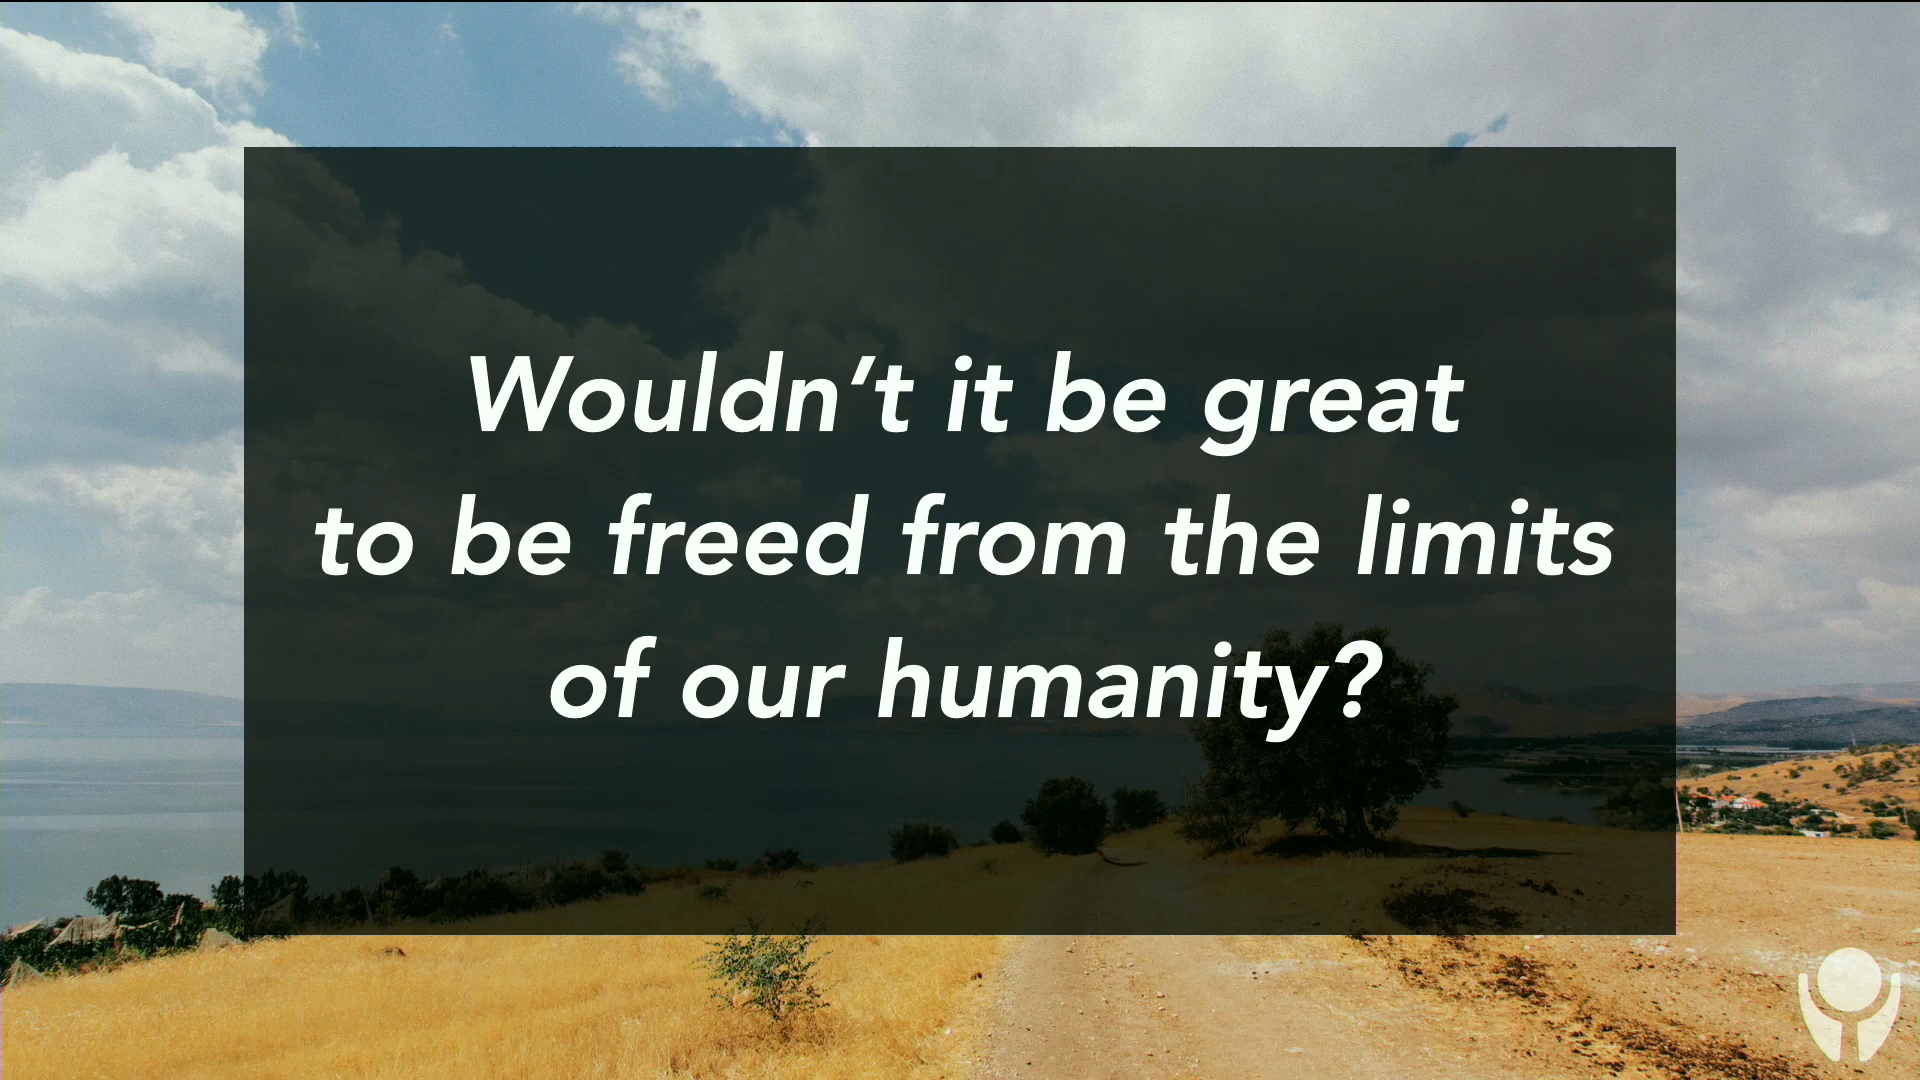 Wouldn’t it be great
to be freed from the limits
of our humanity?